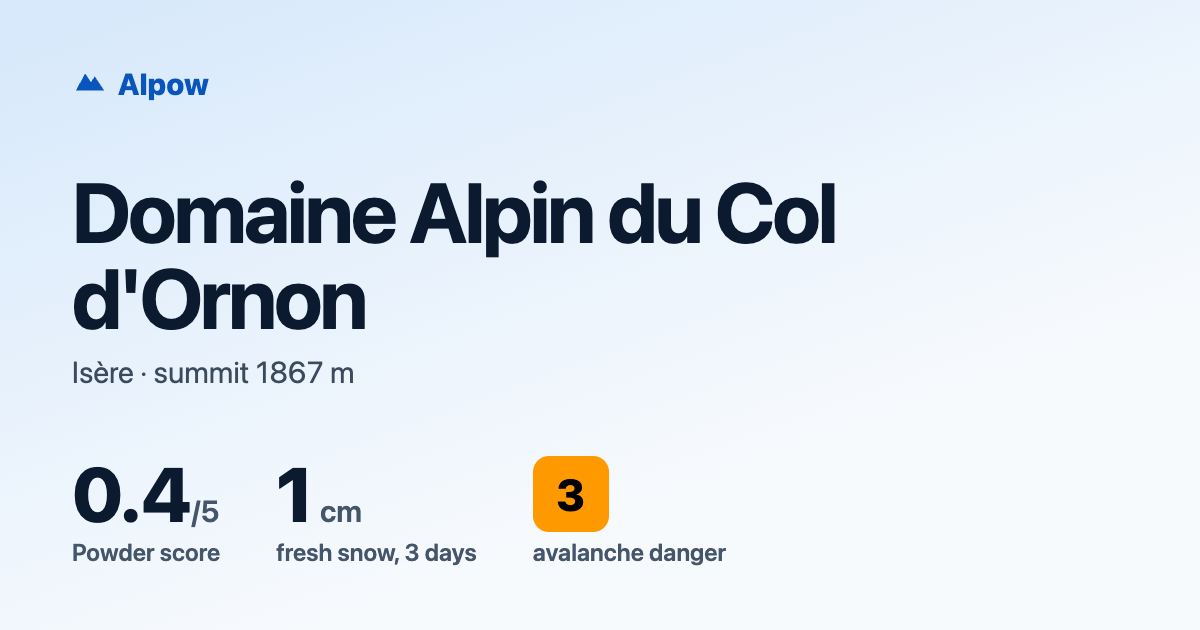 Alpow
Domaine Alpin du Col
d'Ornon
Isère · summit 1867 m
0.4/5
Powder score
1 cm
fresh snow, 3 days
3
avalanche danger